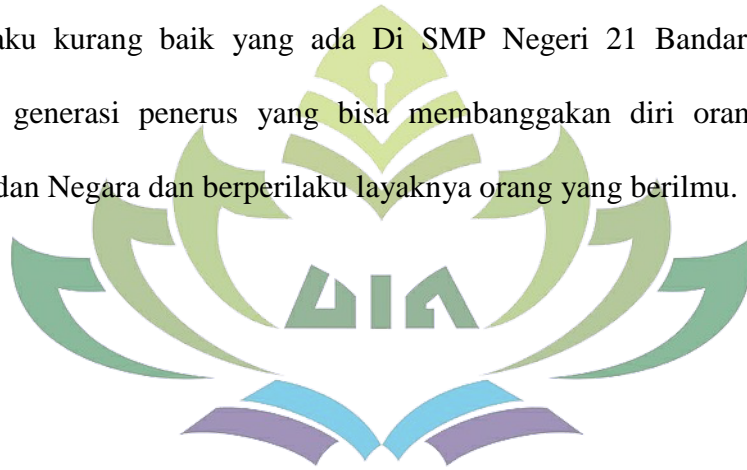 aku kurang baik yang ada Di SMP Negeri 21 Bandar
generasi penerus yang bisa membanggakan diri oran
dan Negara dan berperilaku layaknya orang yang berilmu.
UIN